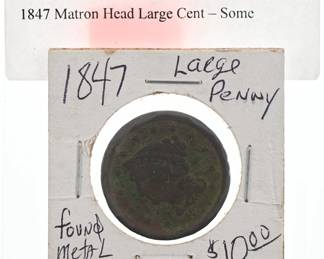 1847 Matron Head Large Cent – Some
1847 Large
Penny
found
metal $10.00